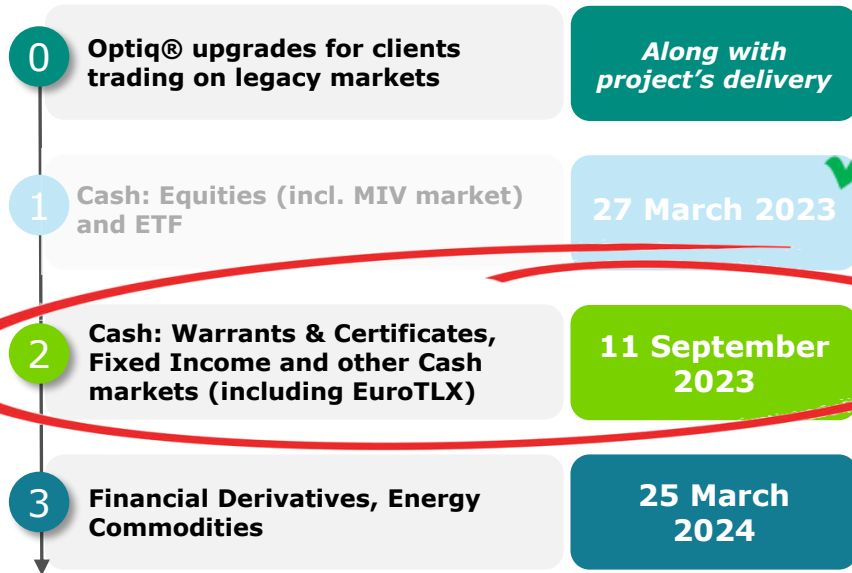 0
Optiq® upgrades for clients
trading on legacy markets
Along with
project's delivery
1
Cash: Equities (incl. MIV market)
and ETF
27 March 2023
2
Cash: Warrants & Certificates,
Fixed Income and other Cash
markets (including EuroTLX)
11 September
2023
3
Financial Derivatives, Energy
Commodities
25 March
2024